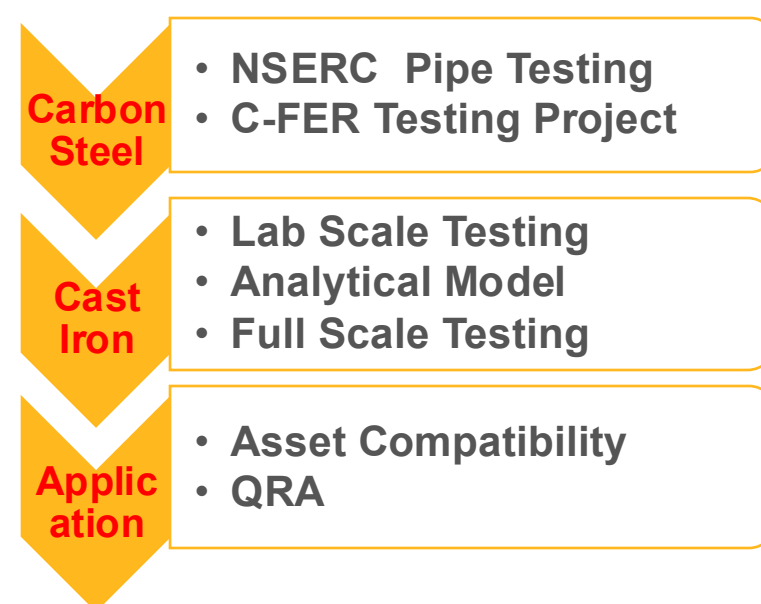 Carbon
Steel
• NSERC  Pipe Testing
• C-FER Testing Project
Cast
Iron
• Lab Scale Testing
• Analytical Model
• Full Scale Testing
Applic
ation
• Asset Compatibility
• QRA